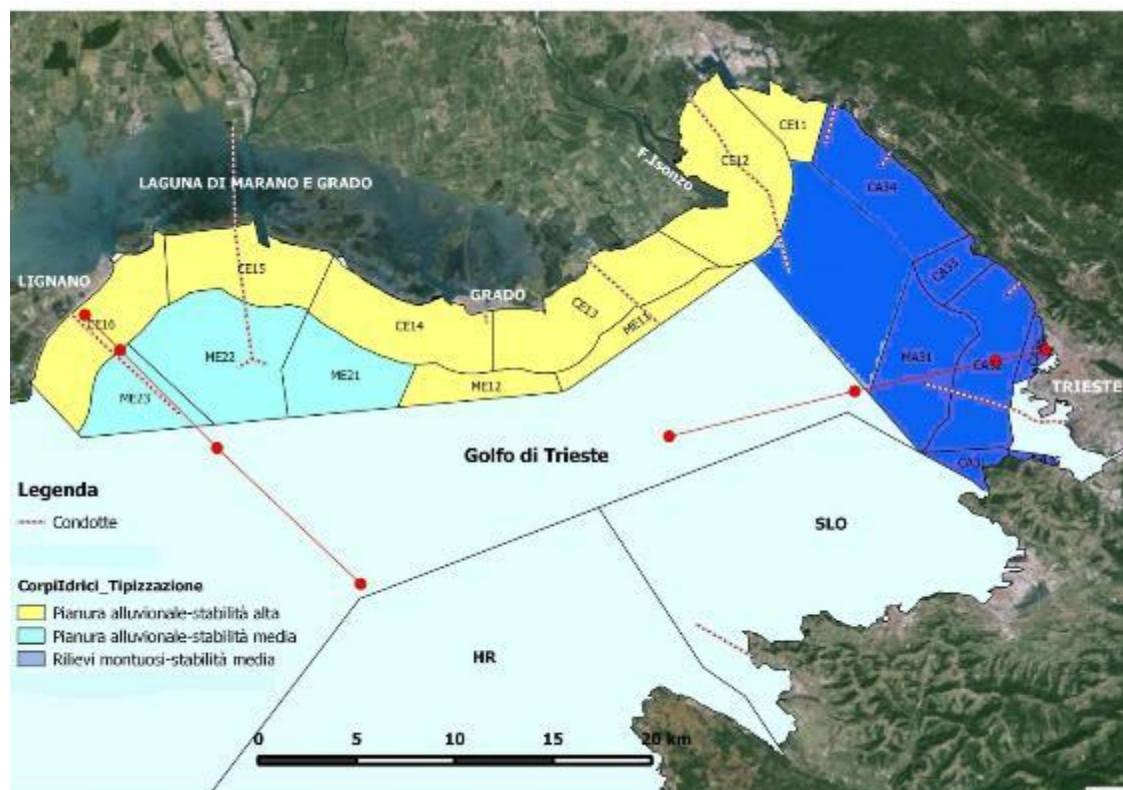 CE11
CE12
F.Isonzo
LAGUNA DI MARANO E GRADO
CA34
CE15
CA33
LIGNANO
GRADO
CE13
ME11
CE16
CE14
ME22
MA31
CA32
ME21
ME12
TRIESTE
ME23
Golfo di Trieste
CA31
Legenda
Condotte
SLO
CorpiIdrici_Tipizzazione
Pianura alluvionale-stabilità alta
Pianura alluvionale-stabilità media
Rilievi montuosi-stabilità media
HR
0 5 10 15 20 km